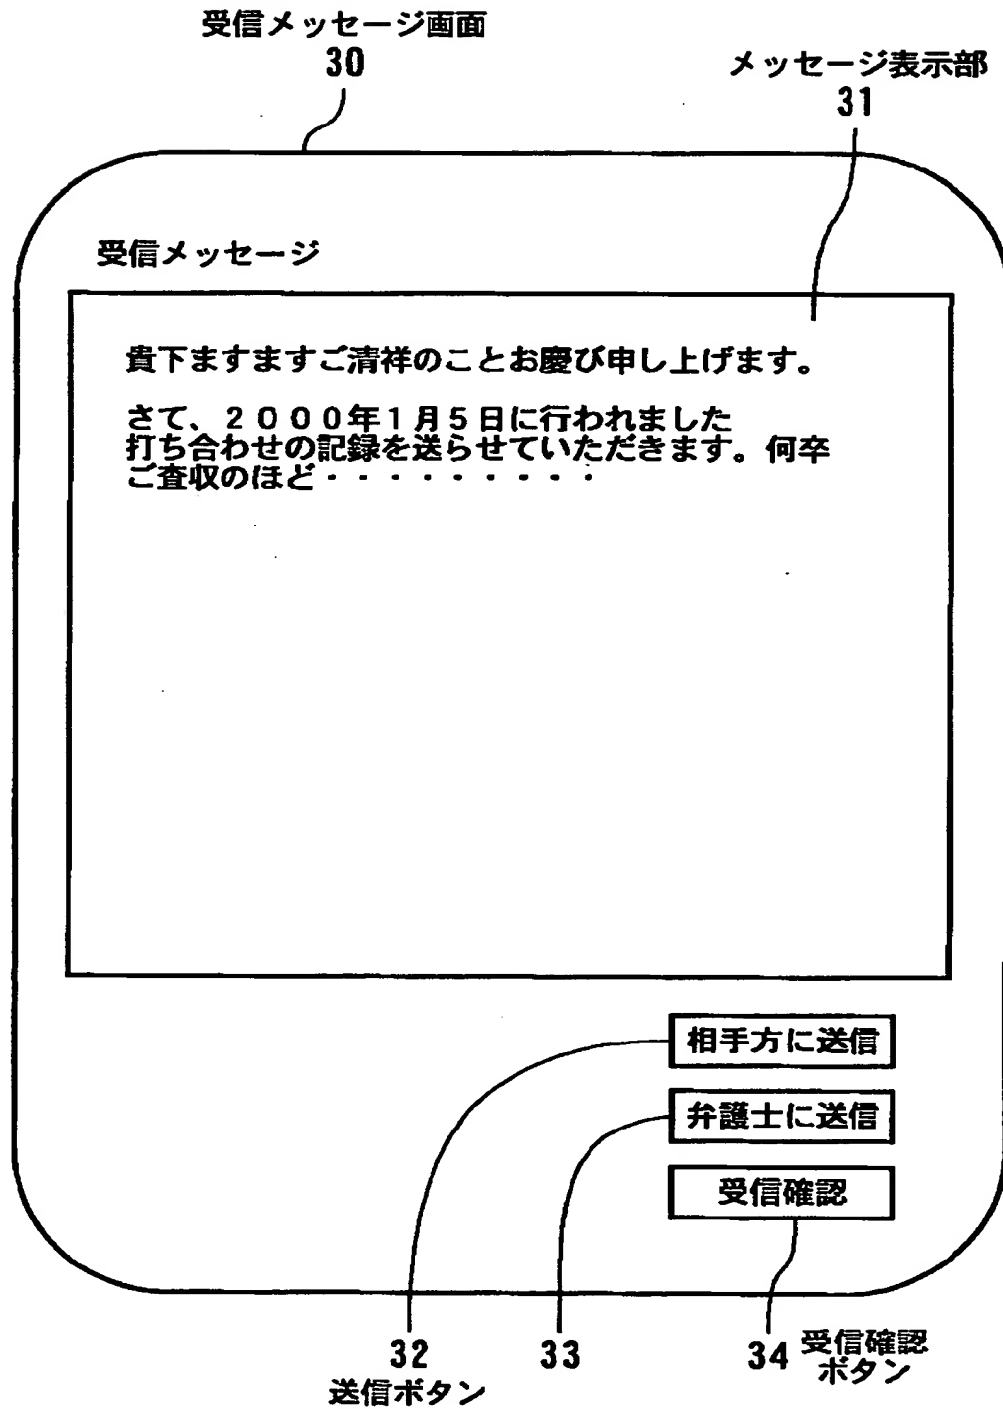 受信メッセージ画面
30
メッセージ表示部
31
受信メッセージ
貴下ますますご清祥のことお慶び申し上げます。
さて、２０００年１月５日に行われました
打ち合わせの記録を送らせていただきます。何卒
ご査収のほど・・・・・・・・・
相手方に送信
弁護士に送信
受信確認
32
送信ボタン
33
34
受信確認
ボタン